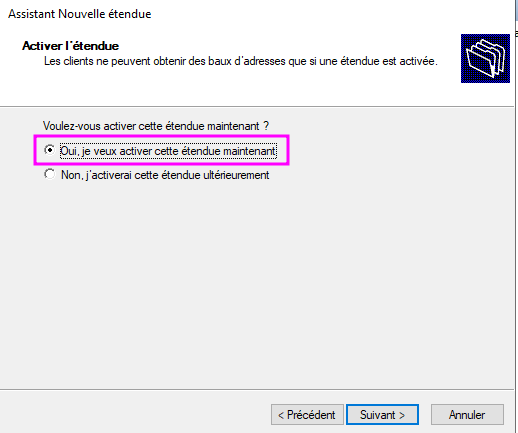 Assistant Nouvelle étendue
Activer l'étendue
Les clients ne peuvent obtenir des baux d'adresses que si une étendue est activée.
Voulez-vous activer cette étendue maintenant ?
Oui, je veux activer cette étendue maintenant
Non, j'activerai cette étendue ultérieurement
< Précédent
Suivant >
Annuler